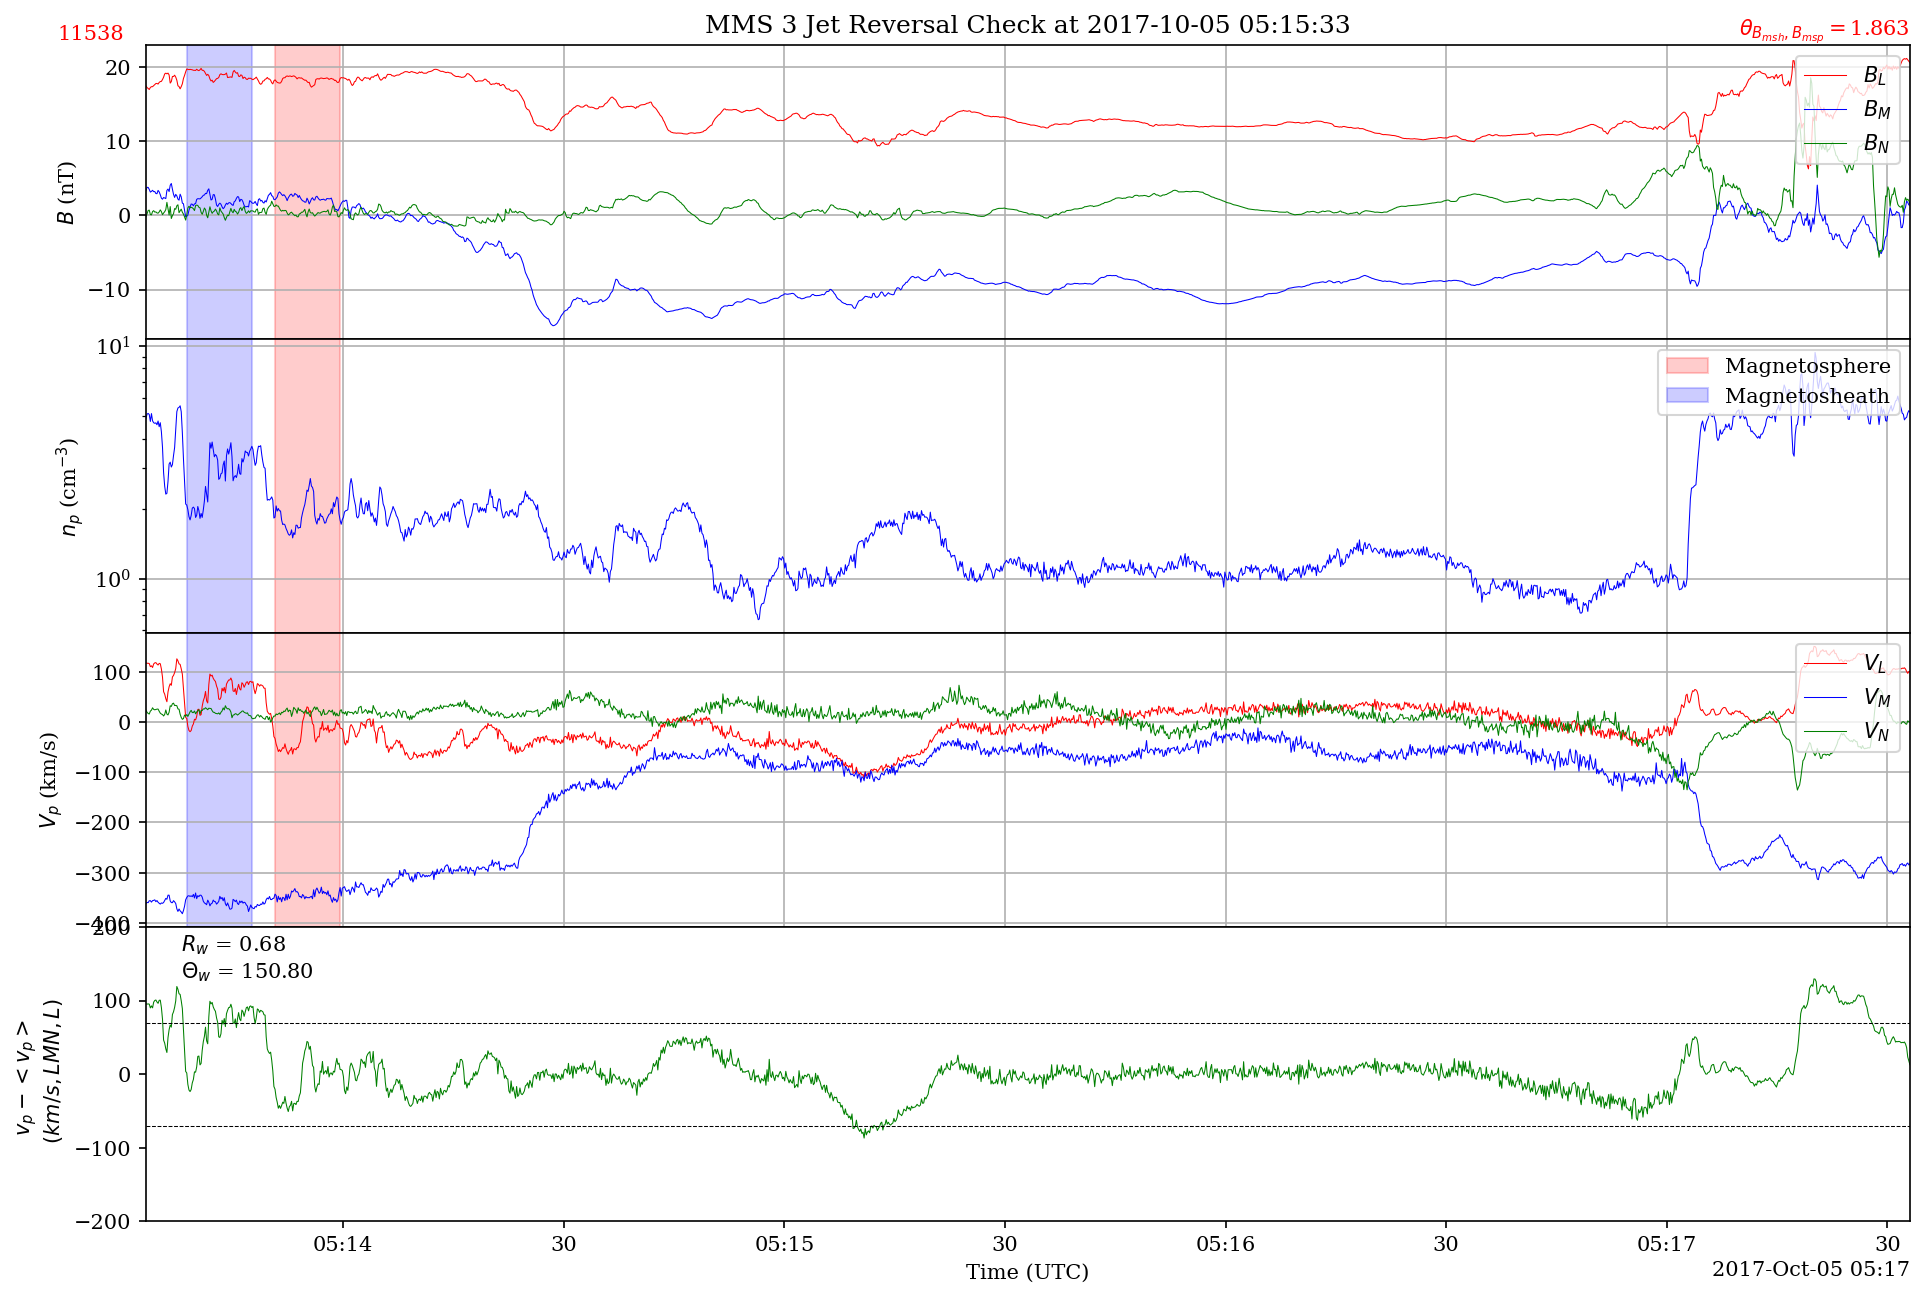 MMS 3 Jet Reversal Check at 2017-10-05 05:15:33
11538
θ_{B_{msh}, B_{msp}} = 1.863
20
10
0
−10
B (nT)
B_L
B_M
B_N
10^1
10^0
n_p (cm^{−3})
Magnetosphere
Magnetosheath
100
0
−100
−200
−300
−400
V_p (km/s)
V_L
V_M
V_N
200
100
0
−100
−200
v_p − < v_p >
(km/s, LMN, L)
R_w = 0.68
Θ_w = 150.80
05:14
30
05:15
30
05:16
30
05:17
30
Time (UTC)
2017-Oct-05 05:17